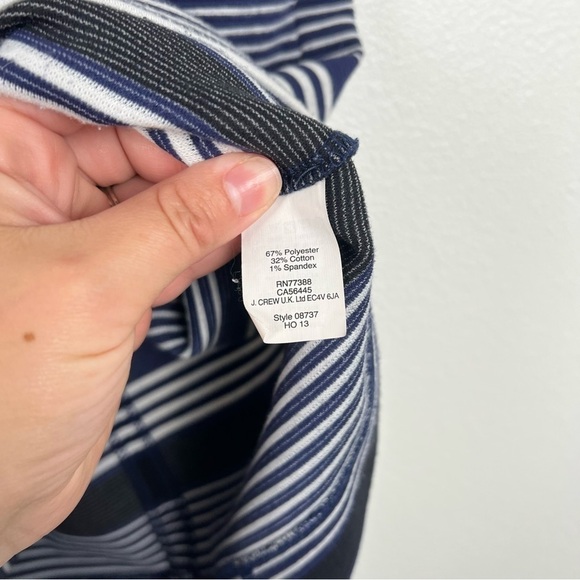 67% Polyester
32% Cotton
1% Spandex
RN77388
CA56445
J. CREW U.K. Ltd EC4V 6JA
Style 08737
HO 13